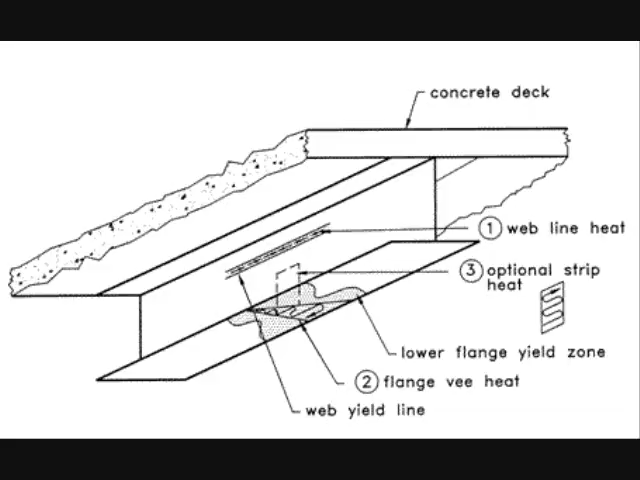 concrete deck
1 web line heat
3 optional strip
heat
lower flange yield zone
2 flange vee heat
web yield line